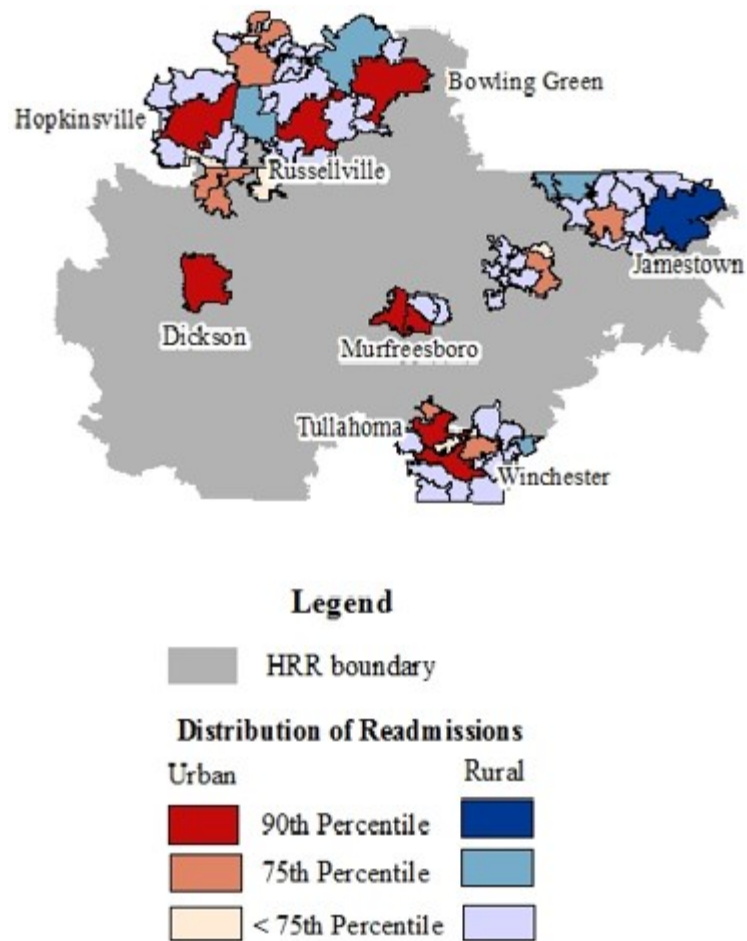 Bowling Green
Hopkinsville
Russellville
Jamestown
Dickson
Murfreesboro
Tullahoma
Winchester
Legend
HRR boundary
Distribution of Readmissions
Urban Rural
90th Percentile
75th Percentile
< 75th Percentile